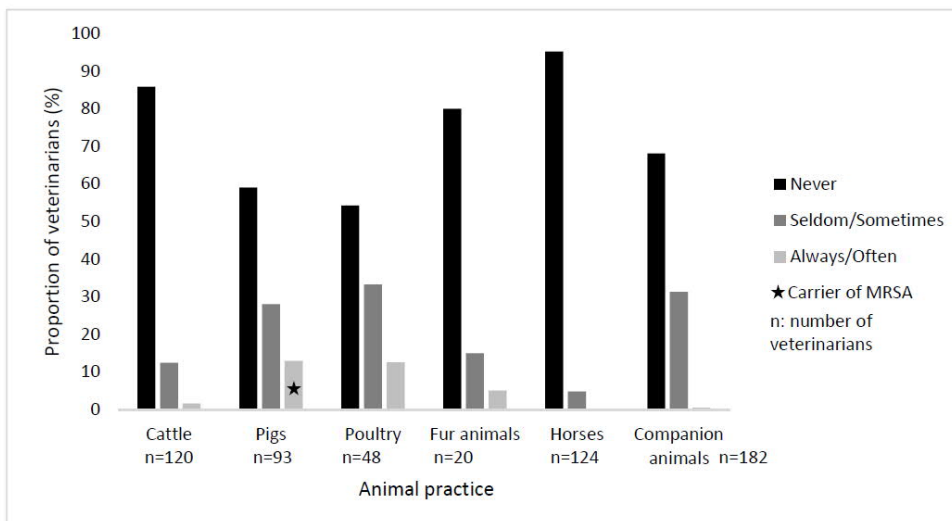 Proportion of veterinarians (%)
100
90
80
70
60
50
40
30
20
10
0
Cattle
n=120
Pigs
n=93
Poultry
n=48
Fur animals
n=20
Horses
n=124
Companion
animals n=182
Animal practice
Never
Seldom/Sometimes
Always/Often
★Carrier of MRSA
n: number of
veterinarians